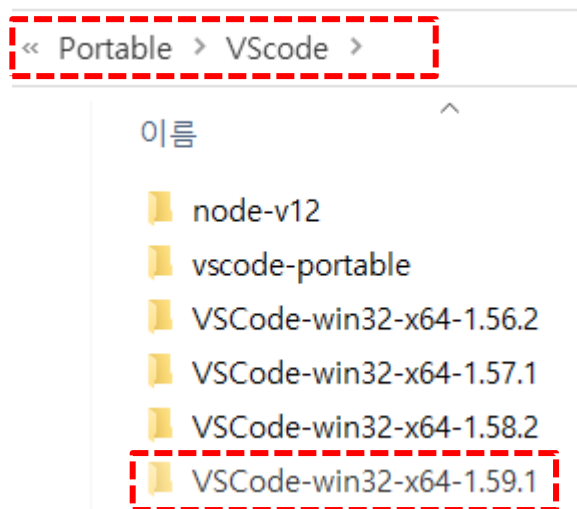 « Portable > VScode >
이름
node-v12
vscode-portable
VSCode-win32-x64-1.56.2
VSCode-win32-x64-1.57.1
VSCode-win32-x64-1.58.2
VSCode-win32-x64-1.59.1